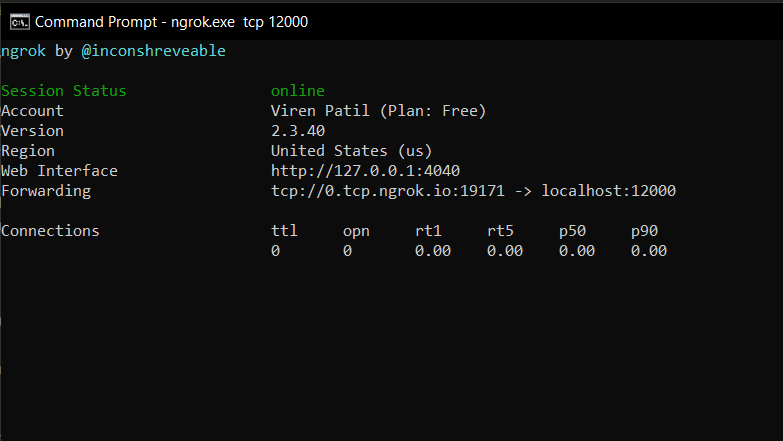 Command Prompt - ngrok.exe tcp 12000
ngrok by @inconshreveable
Session Status online
Account Viren Patil (Plan: Free)
Version 2.3.40
Region United States (us)
Web Interface http://127.0.0.1:4040
Forwarding tcp://0.tcp.ngrok.io:19171 -> localhost:12000
Connections ttl opn rt1 rt5 p50 p90
0 0 0.00 0.00 0.00 0.00